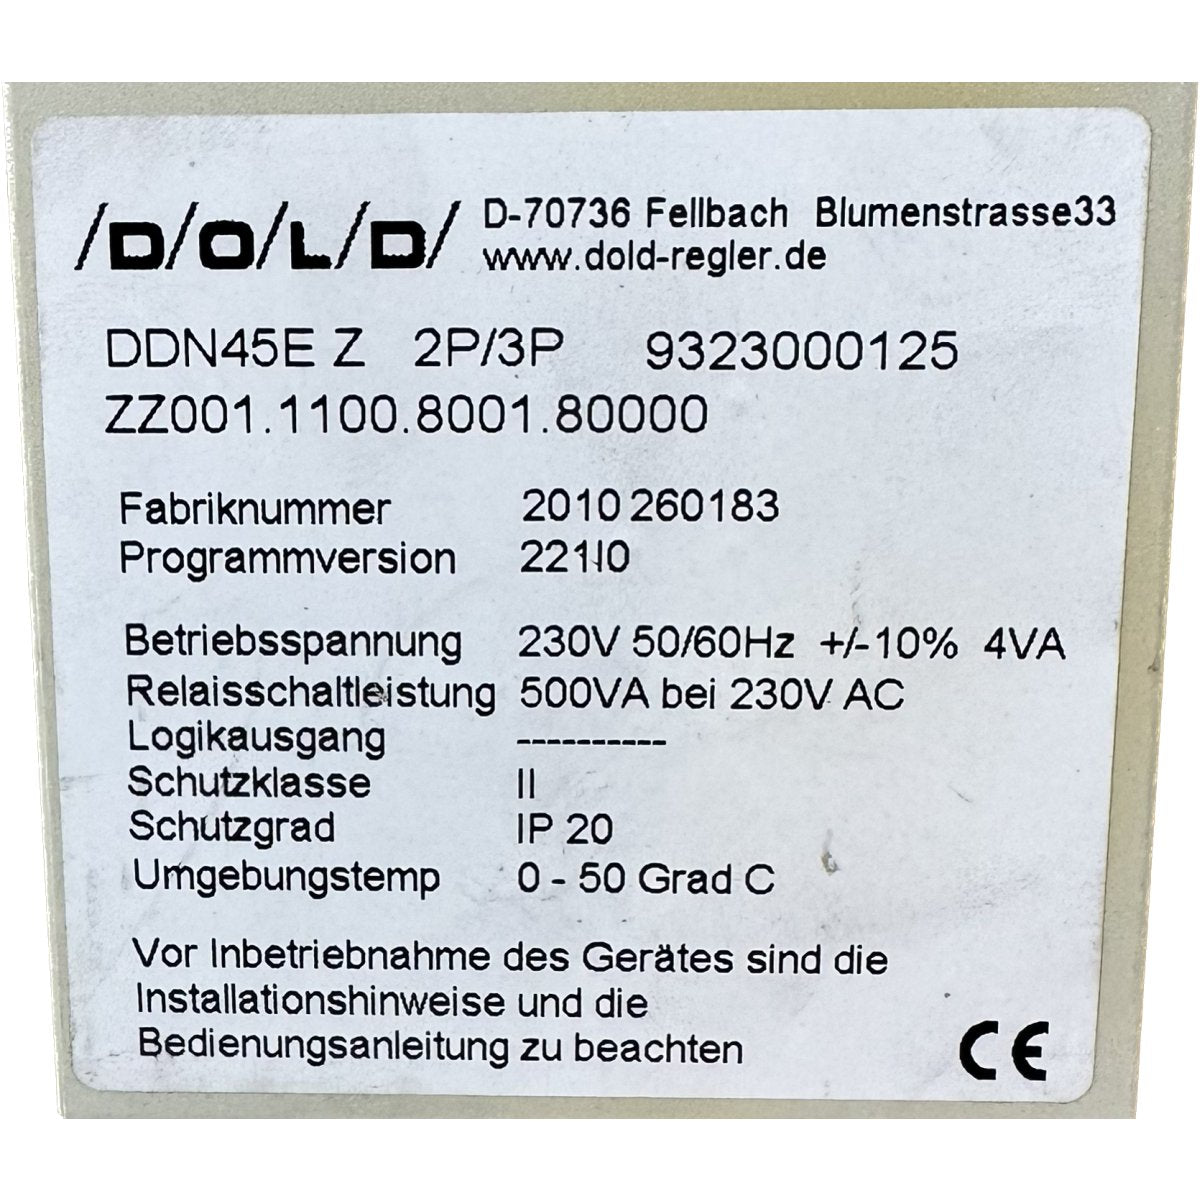 /D/O/L/D/ D-70736 Fellbach Blumenstrasse33
www.dold-regler.de
DDN45E Z 2P/3P 9323000125
ZZ001.1100.8001.80000
Fabriknummer 2010260183
Programmversion 221I0
Betriebsspannung 230V 50/60Hz +/-10% 4VA
Relaisschaltleistung 500VA bei 230V AC
Logikausgang ----------
Schutzklasse II
Schutzgrad IP 20
Umgebungstemp 0 - 50 Grad C
Vor Inbetriebnahme des Gerätes sind die
Installationshinweise und die
Bedienungsanleitung zu beachten
CE